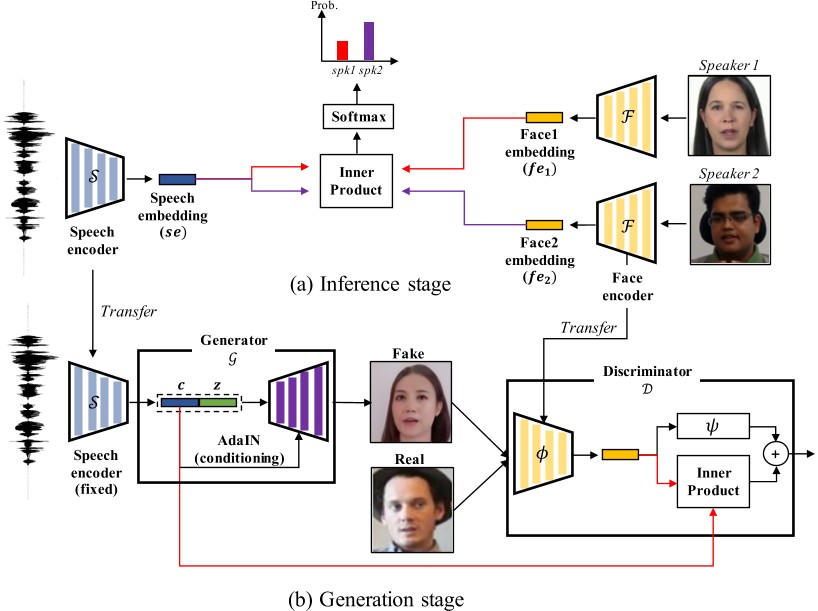 Prob.
spk1 spk2
Softmax
Inner
Product
S
Speech
encoder
Speech
embedding
(se)
Face1
embedding
(fe₁)
F
Speaker 1
Face2
embedding
(fe₂)
F
Speaker 2
Face
encoder
(a) Inference stage
Transfer
Transfer
S
Speech
encoder
(fixed)
Generator
G
c z
AdaIN
(conditioning)
Fake
Real
Discriminator
D
ϕ
ψ
Inner
Product
+
(b) Generation stage